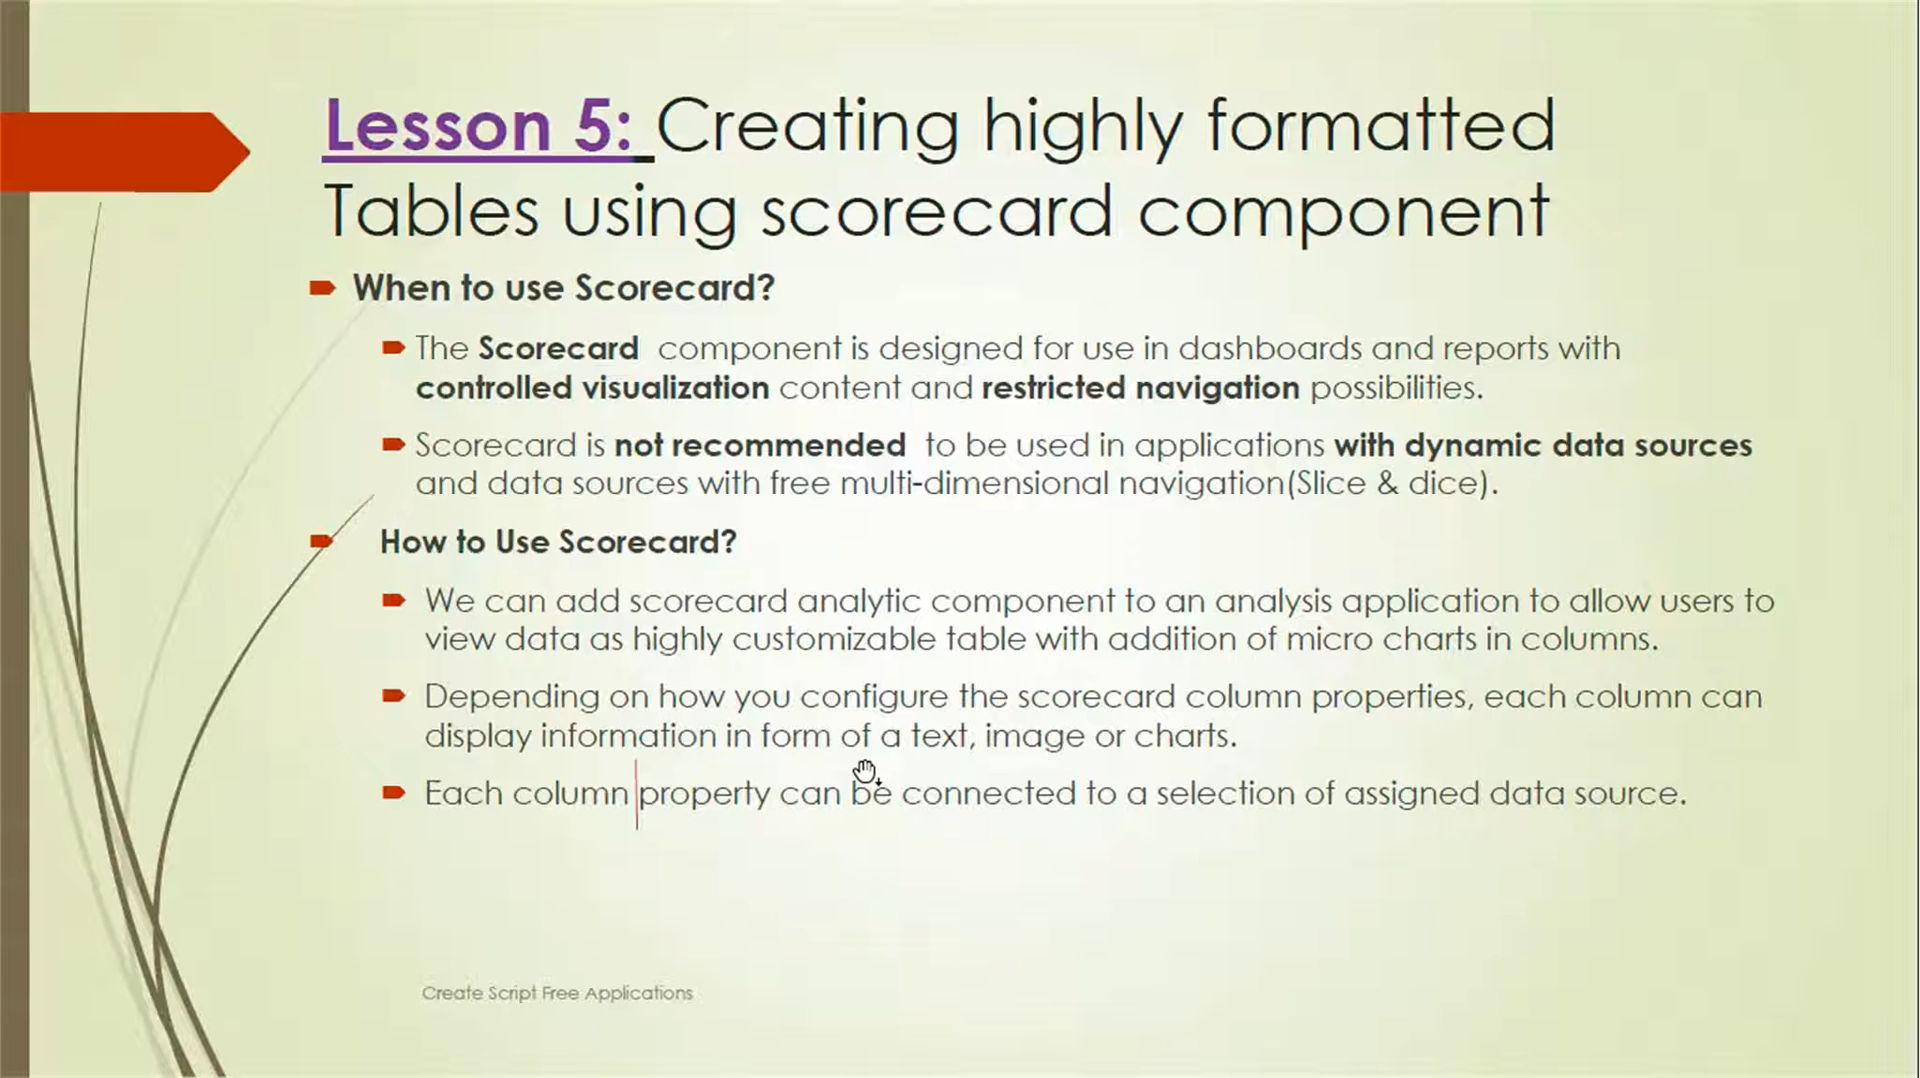 Lesson 5: Creating highly formatted
Tables using scorecard component
When to use Scorecard?
The Scorecard component is designed for use in dashboards and reports with
controlled visualization content and restricted navigation possibilities.
Scorecard is not recommended to be used in applications with dynamic data sources
and data sources with free multi-dimensional navigation(Slice & dice).
How to Use Scorecard?
We can add scorecard analytic component to an analysis application to allow users to
view data as highly customizable table with addition of micro charts in columns.
Depending on how you configure the scorecard column properties, each column can
display information in form of a text, image or charts.
Each column property can be connected to a selection of assigned data source.
Create Script Free Applications